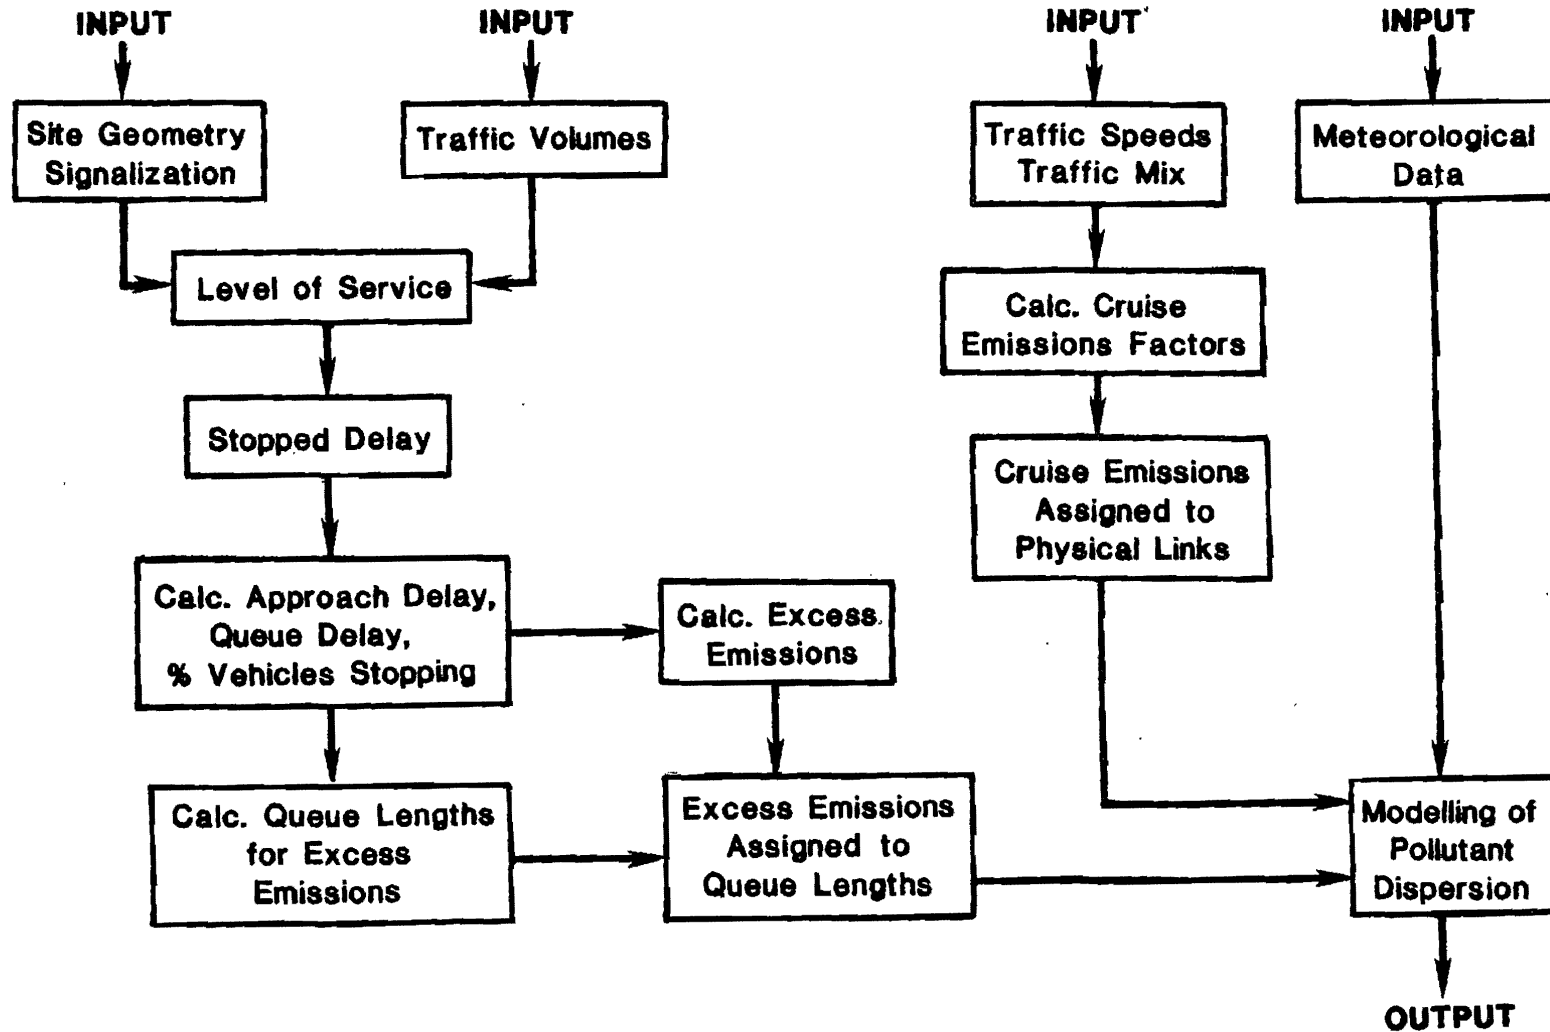 INPUT
INPUT
INPUT
INPUT
Site Geometry
Signalization
Traffic Volumes
Traffic Speeds
Traffic Mix
Meteorological
Data
Level of Service
Calc. Cruise
Emissions Factors
Stopped Delay
Cruise Emissions
Assigned to
Physical Links
Calc. Approach Delay,
Queue Delay,
% Vehicles Stopping
Calc. Excess
Emissions
Calc. Queue Lengths
for Excess
Emissions
Excess Emissions
Assigned to
Queue Lengths
Modelling of
Pollutant
Dispersion
OUTPUT